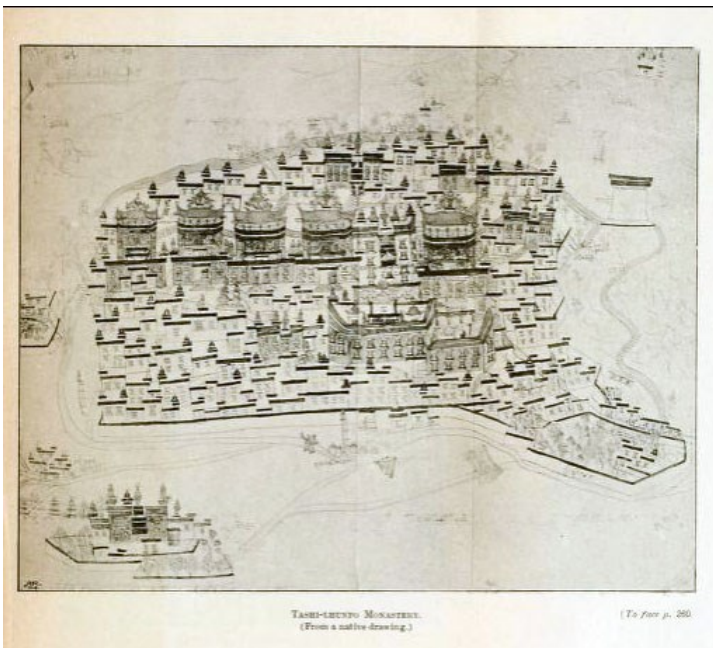 TASHI-LHUNPO MONASTERY.
(From a native drawing.)
(To face p. 260